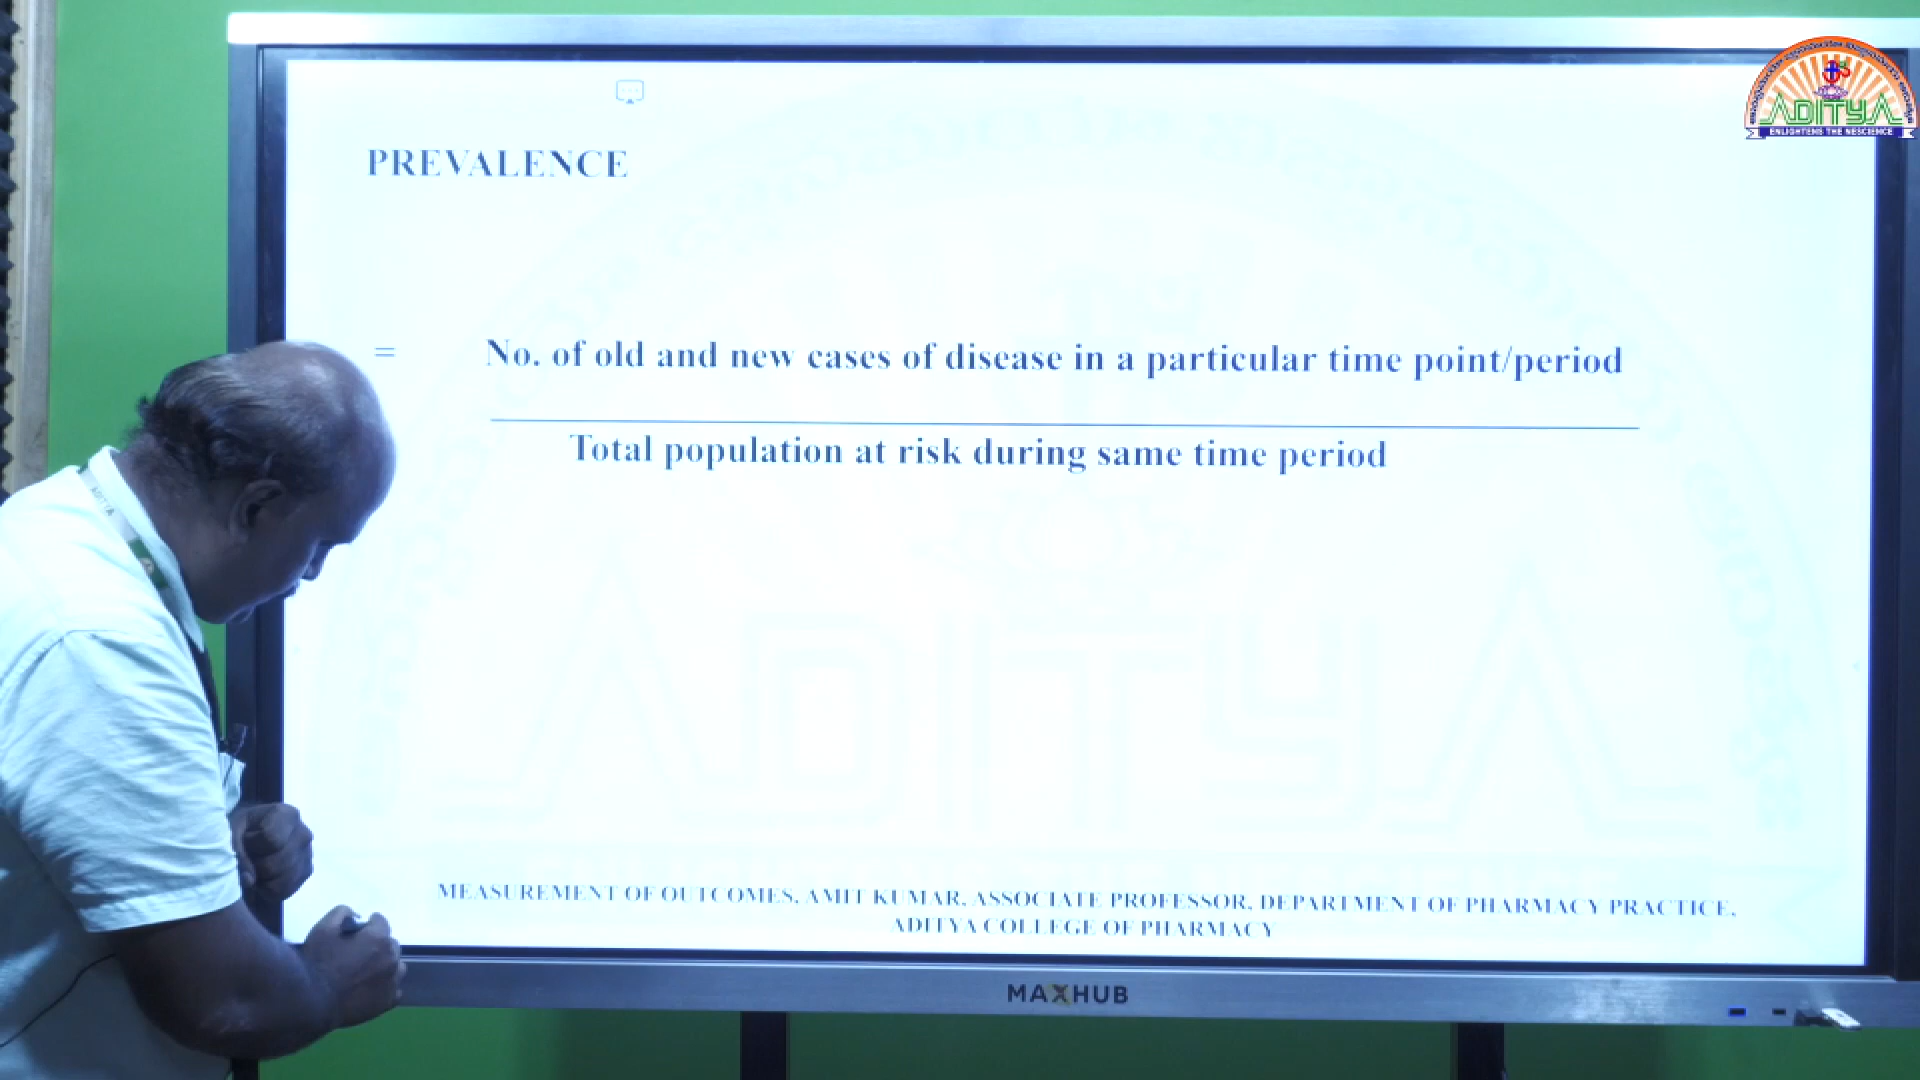 ADITYA
ENLIGHTENS THE NESCIENCE
PREVALENCE
= No. of old and new cases of disease in a particular time point/period
Total population at risk during same time period
ADITYA
ADITYA
MEASUREMENT OF OUTCOMES, AMIT KUMAR, ASSOCIATE PROFESSOR, DEPARTMENT OF PHARMACY PRACTICE,
ADITYA COLLEGE OF PHARMACY
MAXHUB